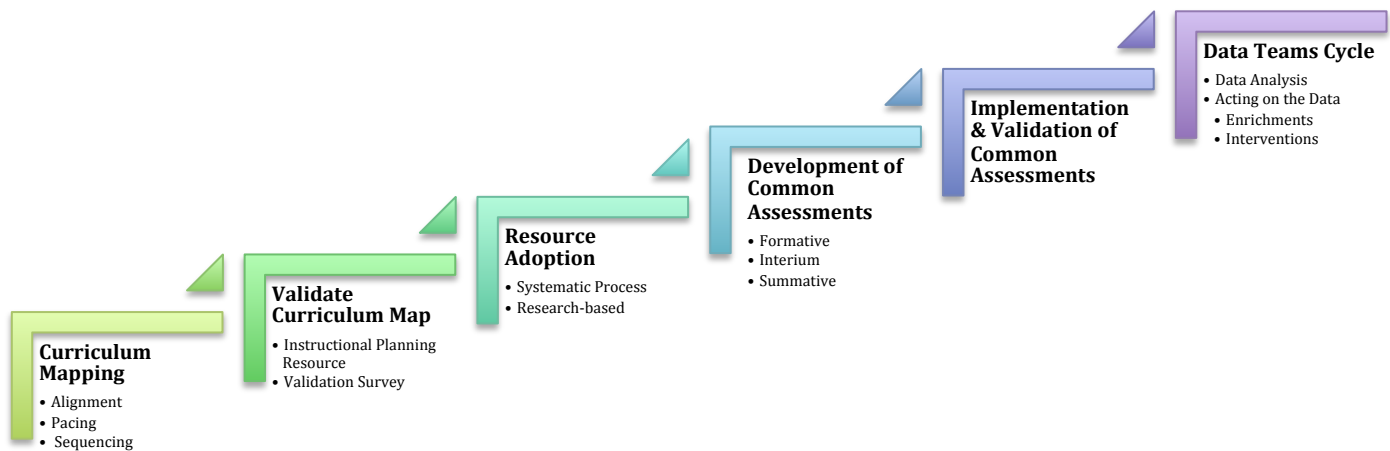 Curriculum
Mapping
• Alignment
• Pacing
• Sequencing
Validate
Curriculum Map
• Instructional Planning
Resource
• Validation Survey
Resource
Adoption
• Systematic Process
• Research-based
Development of
Common
Assessments
• Formative
• Interium
• Summative
Implementation
& Validation of
Common
Assessments
Data Teams Cycle
• Data Analysis
• Acting on the Data
• Enrichments
• Interventions